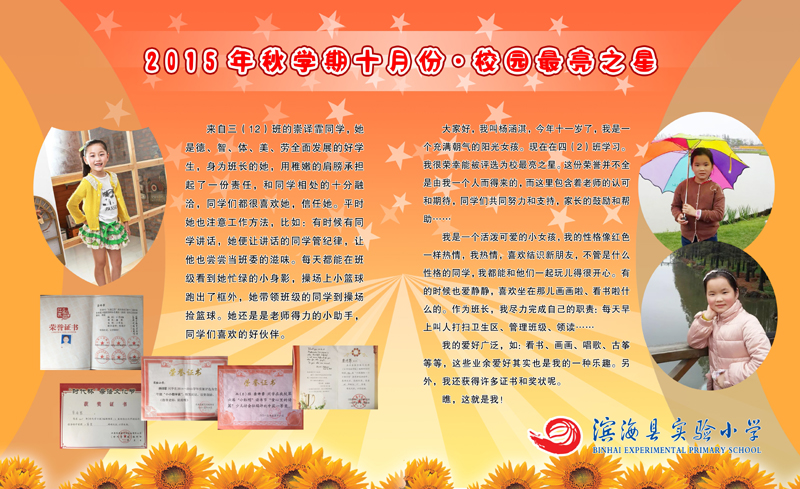 2015年秋学期十月份·校园最亮之星
来自三（12）班的崇译霏同学，她
是德、智、体、美、劳全面发展的好学
生，身为班长的她，用稚嫩的肩膀承担
起了一份责任，和同学相处的十分融
洽，同学们都很喜欢她，信任她。平时
她也注意工作方法，比如：有时候有同
学讲话，她便让讲话的同学管纪律，让
他也尝尝当班委的滋味。每天都能在班
级看到她忙绿的小身影，操场上小篮球
跑出了框外，她带领班级的同学到操场
捡篮球。她还是是老师得力的小助手，
同学们喜欢的好伙伴。
大家好，我叫杨涵淇，今年十一岁了，我是一
个充满朝气的阳光女孩。现在在四（2）班学习。
我很荣幸能被评选为校最亮之星。这份荣誉并不全
是由我一个人而得来的，而这里包含着老师的认可
和期待，同学们共同努力和支持，家长的鼓励和帮
助……
我是一个活泼可爱的小女孩，我的性格像红色
一样热情，我热情，喜欢结识新朋友，不管是什么
性格的同学，我都能和他们一起玩儿得很开心。有
的时候也爱静静，喜欢坐在那儿画画啦、看书啦什
么的。作为班长，我尽力完成自己的职责：每天早
上叫人打扫卫生区、管理班级、领读……
我的爱好广泛，如：看书、画画、唱歌、古筝
等等，这些业余爱好其实也是我的一种乐趣。另
外，我还获得许多证书和奖状呢。
瞧，这就是我！
荣誉证书
荣誉证书
荣誉证书
获奖证书
滨海县实验小学
BINHAI EXPERIMENTAL PRIMARY SCHOOL